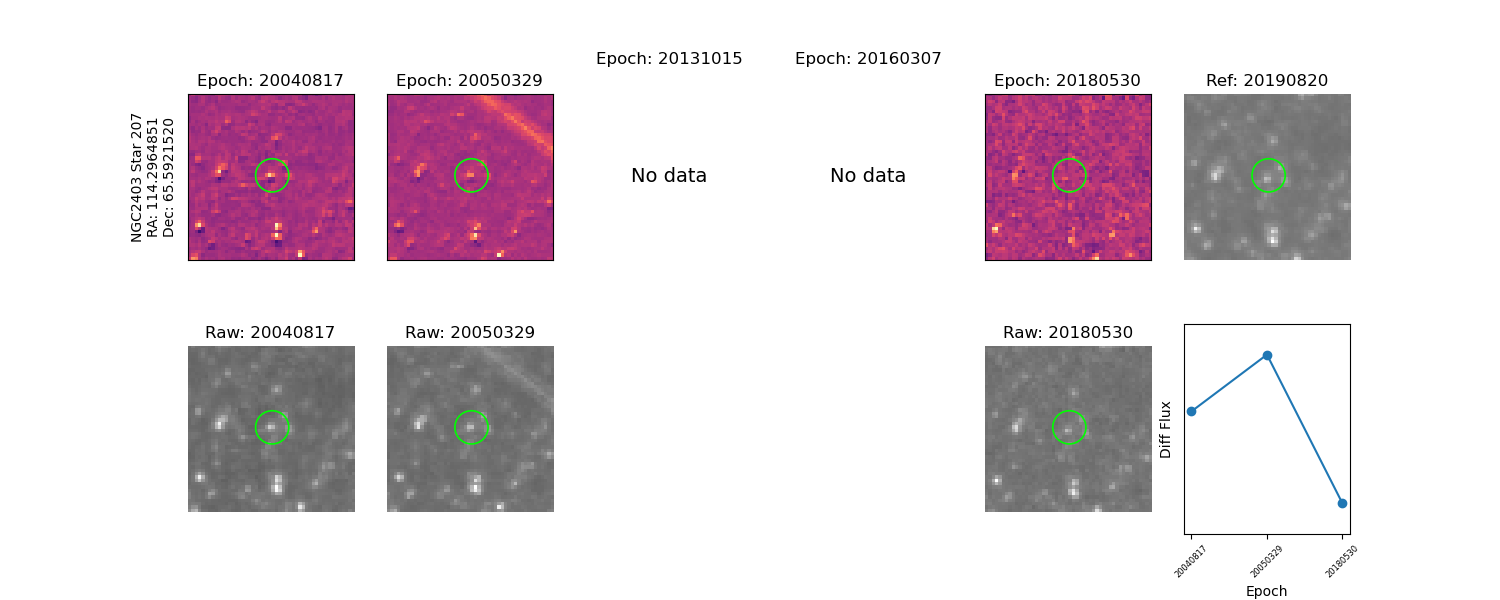 Epoch: 20040817
Epoch: 20050329
Epoch: 20131015
Epoch: 20160307
Epoch: 20180530
Ref: 20190820
NGC2403 Star 207
RA: 114.2964851
Dec: 65.5921520
No data
No data
Raw: 20040817
Raw: 20050329
Raw: 20180530
Diff Flux
20040817
20050329
20180530
Epoch